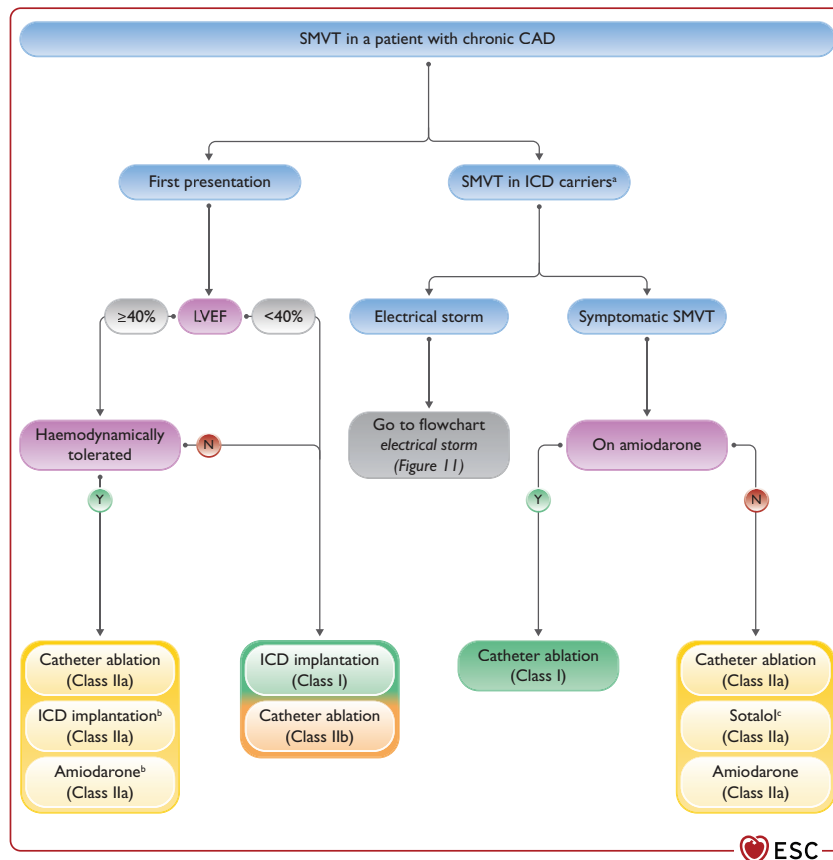 SMVT in a patient with chronic CAD
First presentation
SMVT in ICD carriersᵃ
≥40%
LVEF
<40%
Electrical storm
Symptomatic SMVT
Haemodynamically
tolerated
N
Go to flowchart
electrical storm
(Figure 11)
On amiodarone
Y
Y
N
Catheter ablation
(Class IIa)
ICD implantationᵇ
(Class IIa)
Amiodaroneᵇ
(Class IIa)
ICD implantation
(Class I)
Catheter ablation
(Class IIb)
Catheter ablation
(Class I)
Catheter ablation
(Class IIa)
Sotalolᶜ
(Class IIa)
Amiodarone
(Class IIa)
ESC